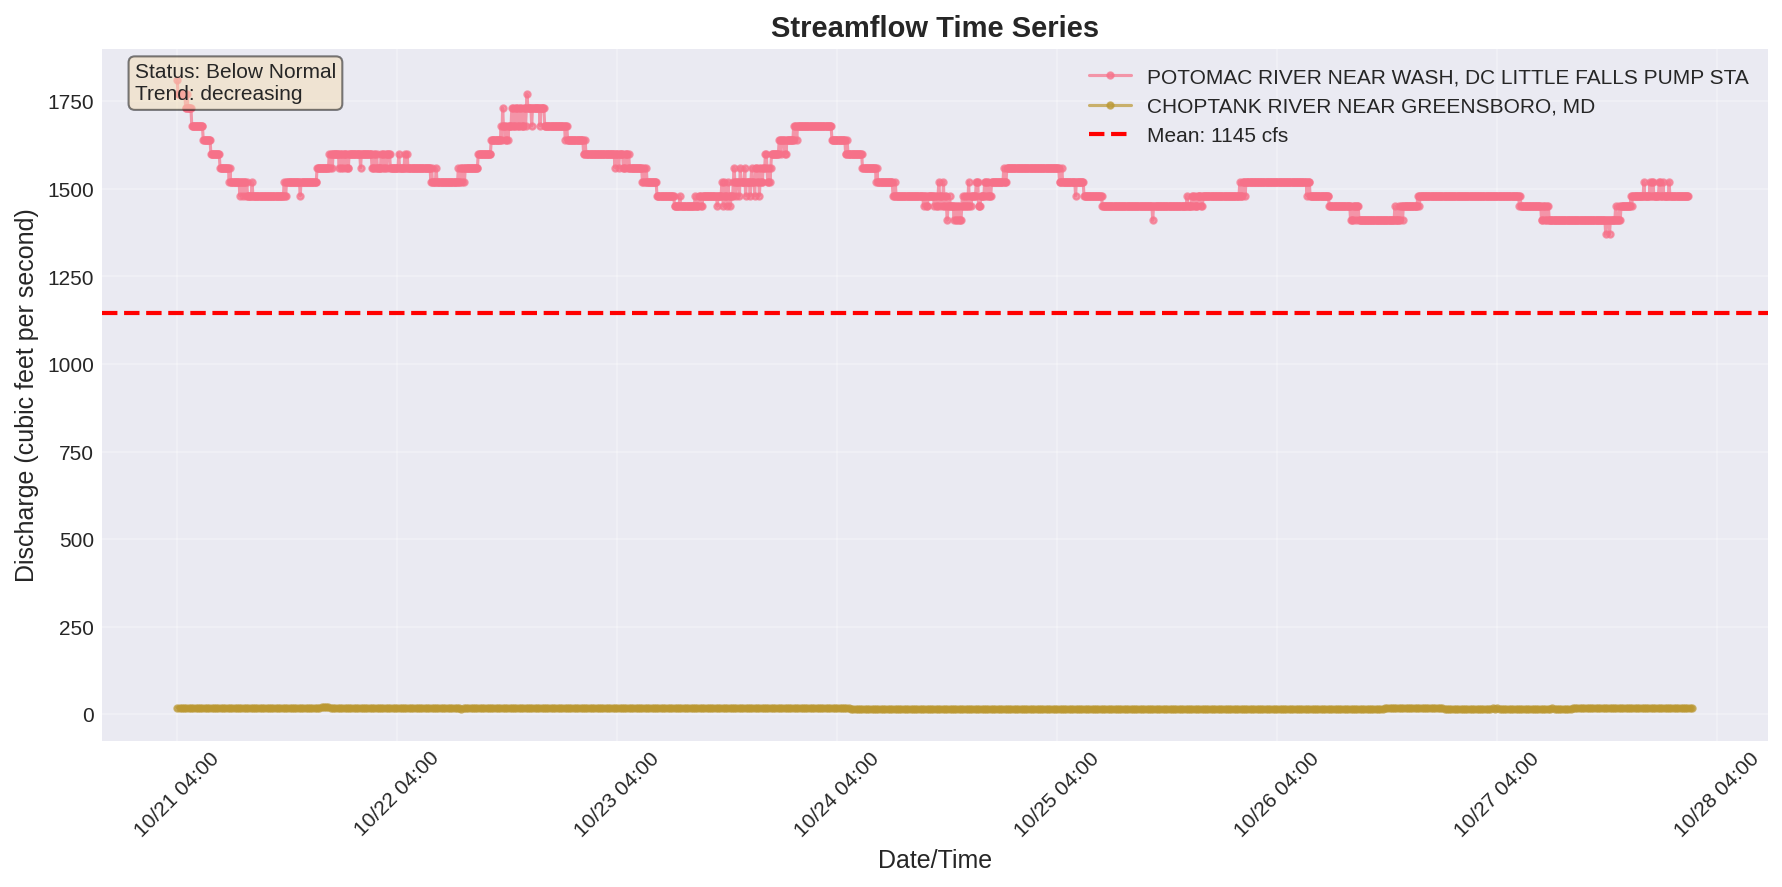 Streamflow Time Series
Status: Below Normal
Trend: decreasing
POTOMAC RIVER NEAR WASH, DC LITTLE FALLS PUMP STA
CHOPTANK RIVER NEAR GREENSBORO, MD
Mean: 1145 cfs
Discharge (cubic feet per second)
1750
1500
1250
1000
750
500
250
0
10/21 04:00
10/22 04:00
10/23 04:00
10/24 04:00
10/25 04:00
10/26 04:00
10/27 04:00
10/28 04:00
Date/Time